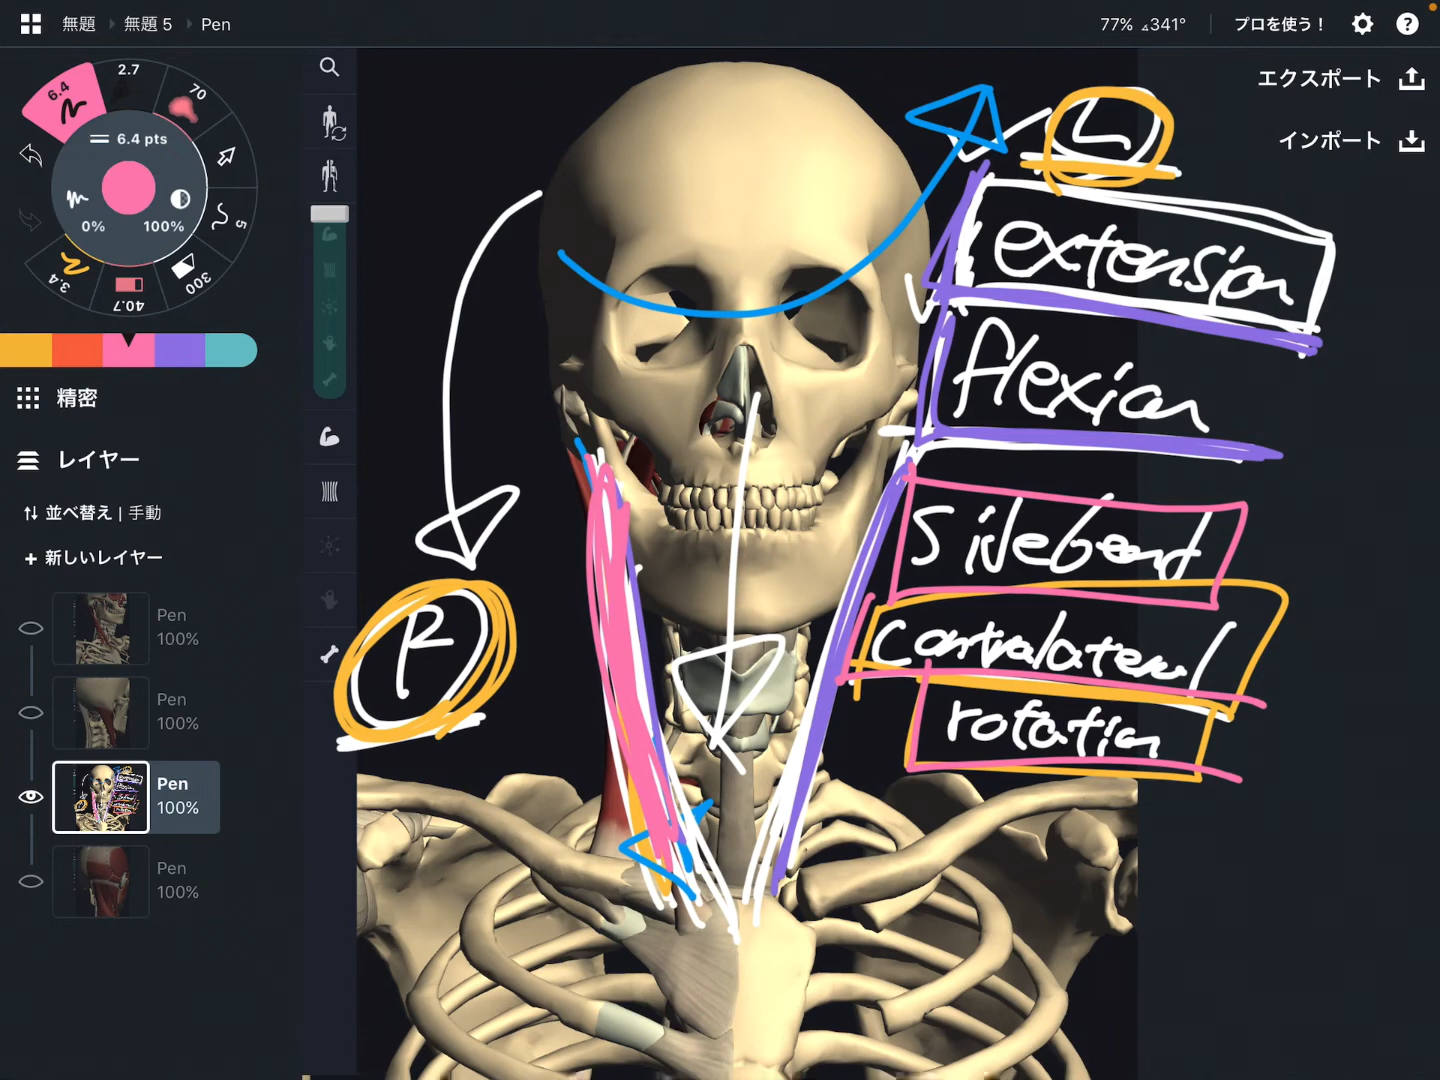 無題 無題 5 Pen
77% ⊿341° プロを使う!
エクスポート
インポート
6.4
2.7
70
6.4 pts
5
0% 100%
3.4
40.7
300
精密
レイヤー
並べ替え | 手動
+ 新しいレイヤー
Pen
100%
Pen
100%
Pen
100%
Pen
100%
L
extension
flexion
Sidebend
Contralateral
rotation
R